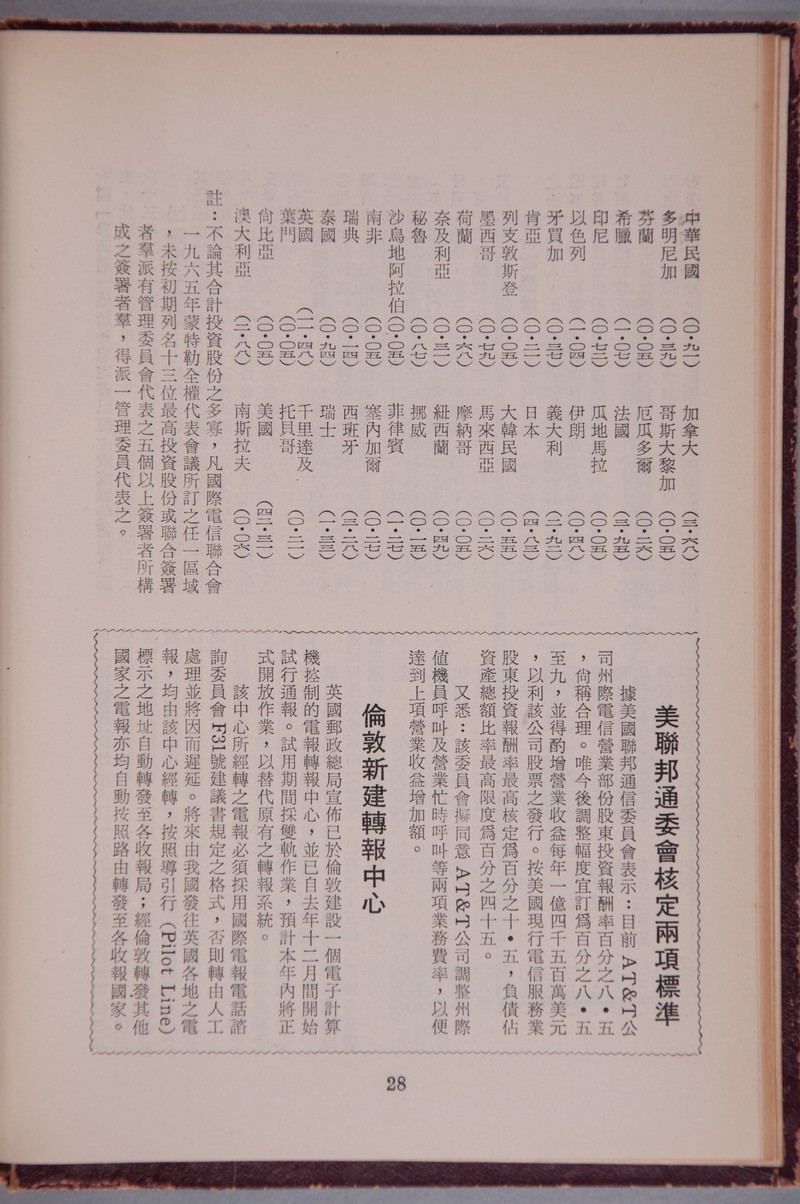 中華民國 (〇・九一) 加拿大 (三・六八)
多明尼加 (〇・三九) 哥斯大黎加 (〇・〇五)
芬蘭 (〇・〇五) 厄瓜多爾 (〇・二六)
希臘 (一・〇七) 法國 (三・九五)
印尼 (〇・七二) 瓜地馬拉 (〇・〇五)
以色列 (一・〇四) 伊朗 (〇・四八)
牙買加 (〇・三七) 義大利 (二・九二)
肯亞 (〇・二一) 日本 (四・八三)
列支敦斯登 (〇・〇五) 大韓民國 (〇・五五)
墨西哥 (〇・七九) 馬來西亞 (〇・二六)
荷蘭 (〇・六八) 摩納哥 (〇・〇五)
奈及利亞 (〇・三一) 紐西蘭 (〇・四九)
秘魯 (〇・八七) 挪威 (〇・一五)
沙烏地阿拉伯 (〇・〇五) 菲律賓 (一・二七)
南非 (〇・〇五) 塞內加爾 (〇・二七)
瑞典 (〇・一四) 西班牙 (三・二八)
泰國 (〇・九四) 瑞士 (一・三三)
英國 (一一・四八) 千里達及
葉門 (〇・〇五) 托貝哥 (〇・二一)
尙比亞 (〇・〇五) 美國 (四二・三一)
澳大利亞 (二・八八) 南斯拉夫 (〇・〇六)
註：不論其合計投資股份之多寡，凡國際電信聯合會
一九六五年蒙特勒全權代表會議所訂之任一區域
，未按初期列名十三位最高投資股份或聯合簽署
者羣派有管理委員會代表之五個以上簽署者所構
成之簽署者羣，得派一管理委員代表之。
美聯邦通委會核定兩項標準
據美國聯邦通信委員會表示：目前 AT&T 公
司州際電信營業部份股東投資報酬率百分之八・五
，尙稱合理。唯今後調整幅度宜訂爲百分之八・五
至九，並得酌增營業收益每年一億四千五百萬美元
，以利該公司股票之發行。按美國現行電信服務業
股東投資報酬率最高核定爲百分之十・五，負債佔
資產總額比率最高限度爲百分之四十五。
又悉：該委員會擬同意 AT&T 公司調整州際
値機員呼叫及營業忙時呼叫等兩項業務費率，以便
達到上項營業收益增加額。
倫敦新建轉報中心
英國郵政總局宣佈已於倫敦建設一個電子計算
機控制的電報轉報中心，並已自去年十二月間開始
試行通報。試用期間採雙軌作業，預計本年內將正
式開放作業，以替代原有之轉報系統。
該中心所經轉之電報必須採用國際電報電話諮
詢委員會 F31 號建議書規定之格式，否則轉由人工
處理並將因而遲延。將來由我國發往英國各地之電
報，均由該中心經轉，按照導引行 (Pilot Line)
標示之地址自動轉發至各收報局；經倫敦轉發其他
國家之電報亦均自動按照路由轉發至各收報國家。
28